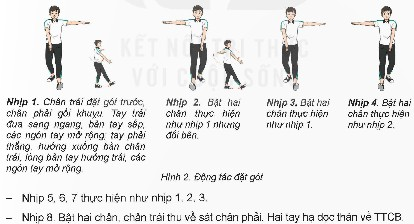 KẾT NỐI TRI THỨC
VỚI CUỘC SỐNG
Nhịp 1. Chân trái đặt gót trước,
chân phải gối khuỵu. Tay trái
đưa sang ngang, bàn tay sấp,
các ngón tay mở rộng; tay phải
thẳng, hướng xuống bàn chân
trái, lòng bàn tay hướng trái, các
ngón tay mở rộng.
Nhịp 2. Bật hai
chân thực hiện
như nhịp 1 nhưng
đổi bên.
Nhịp 3. Bật hai
chân thực hiện
như nhịp 1.
Nhịp 4. Bật hai
chân thực hiện
như nhịp 2.
Hình 2. Động tác đặt gót
– Nhịp 5, 6, 7 thực hiện như nhịp 1, 2, 3.
– Nhịp 8. Bật hai chân, chân trái thu về sát chân phải. Hai tay hạ dọc thân về TTCB.